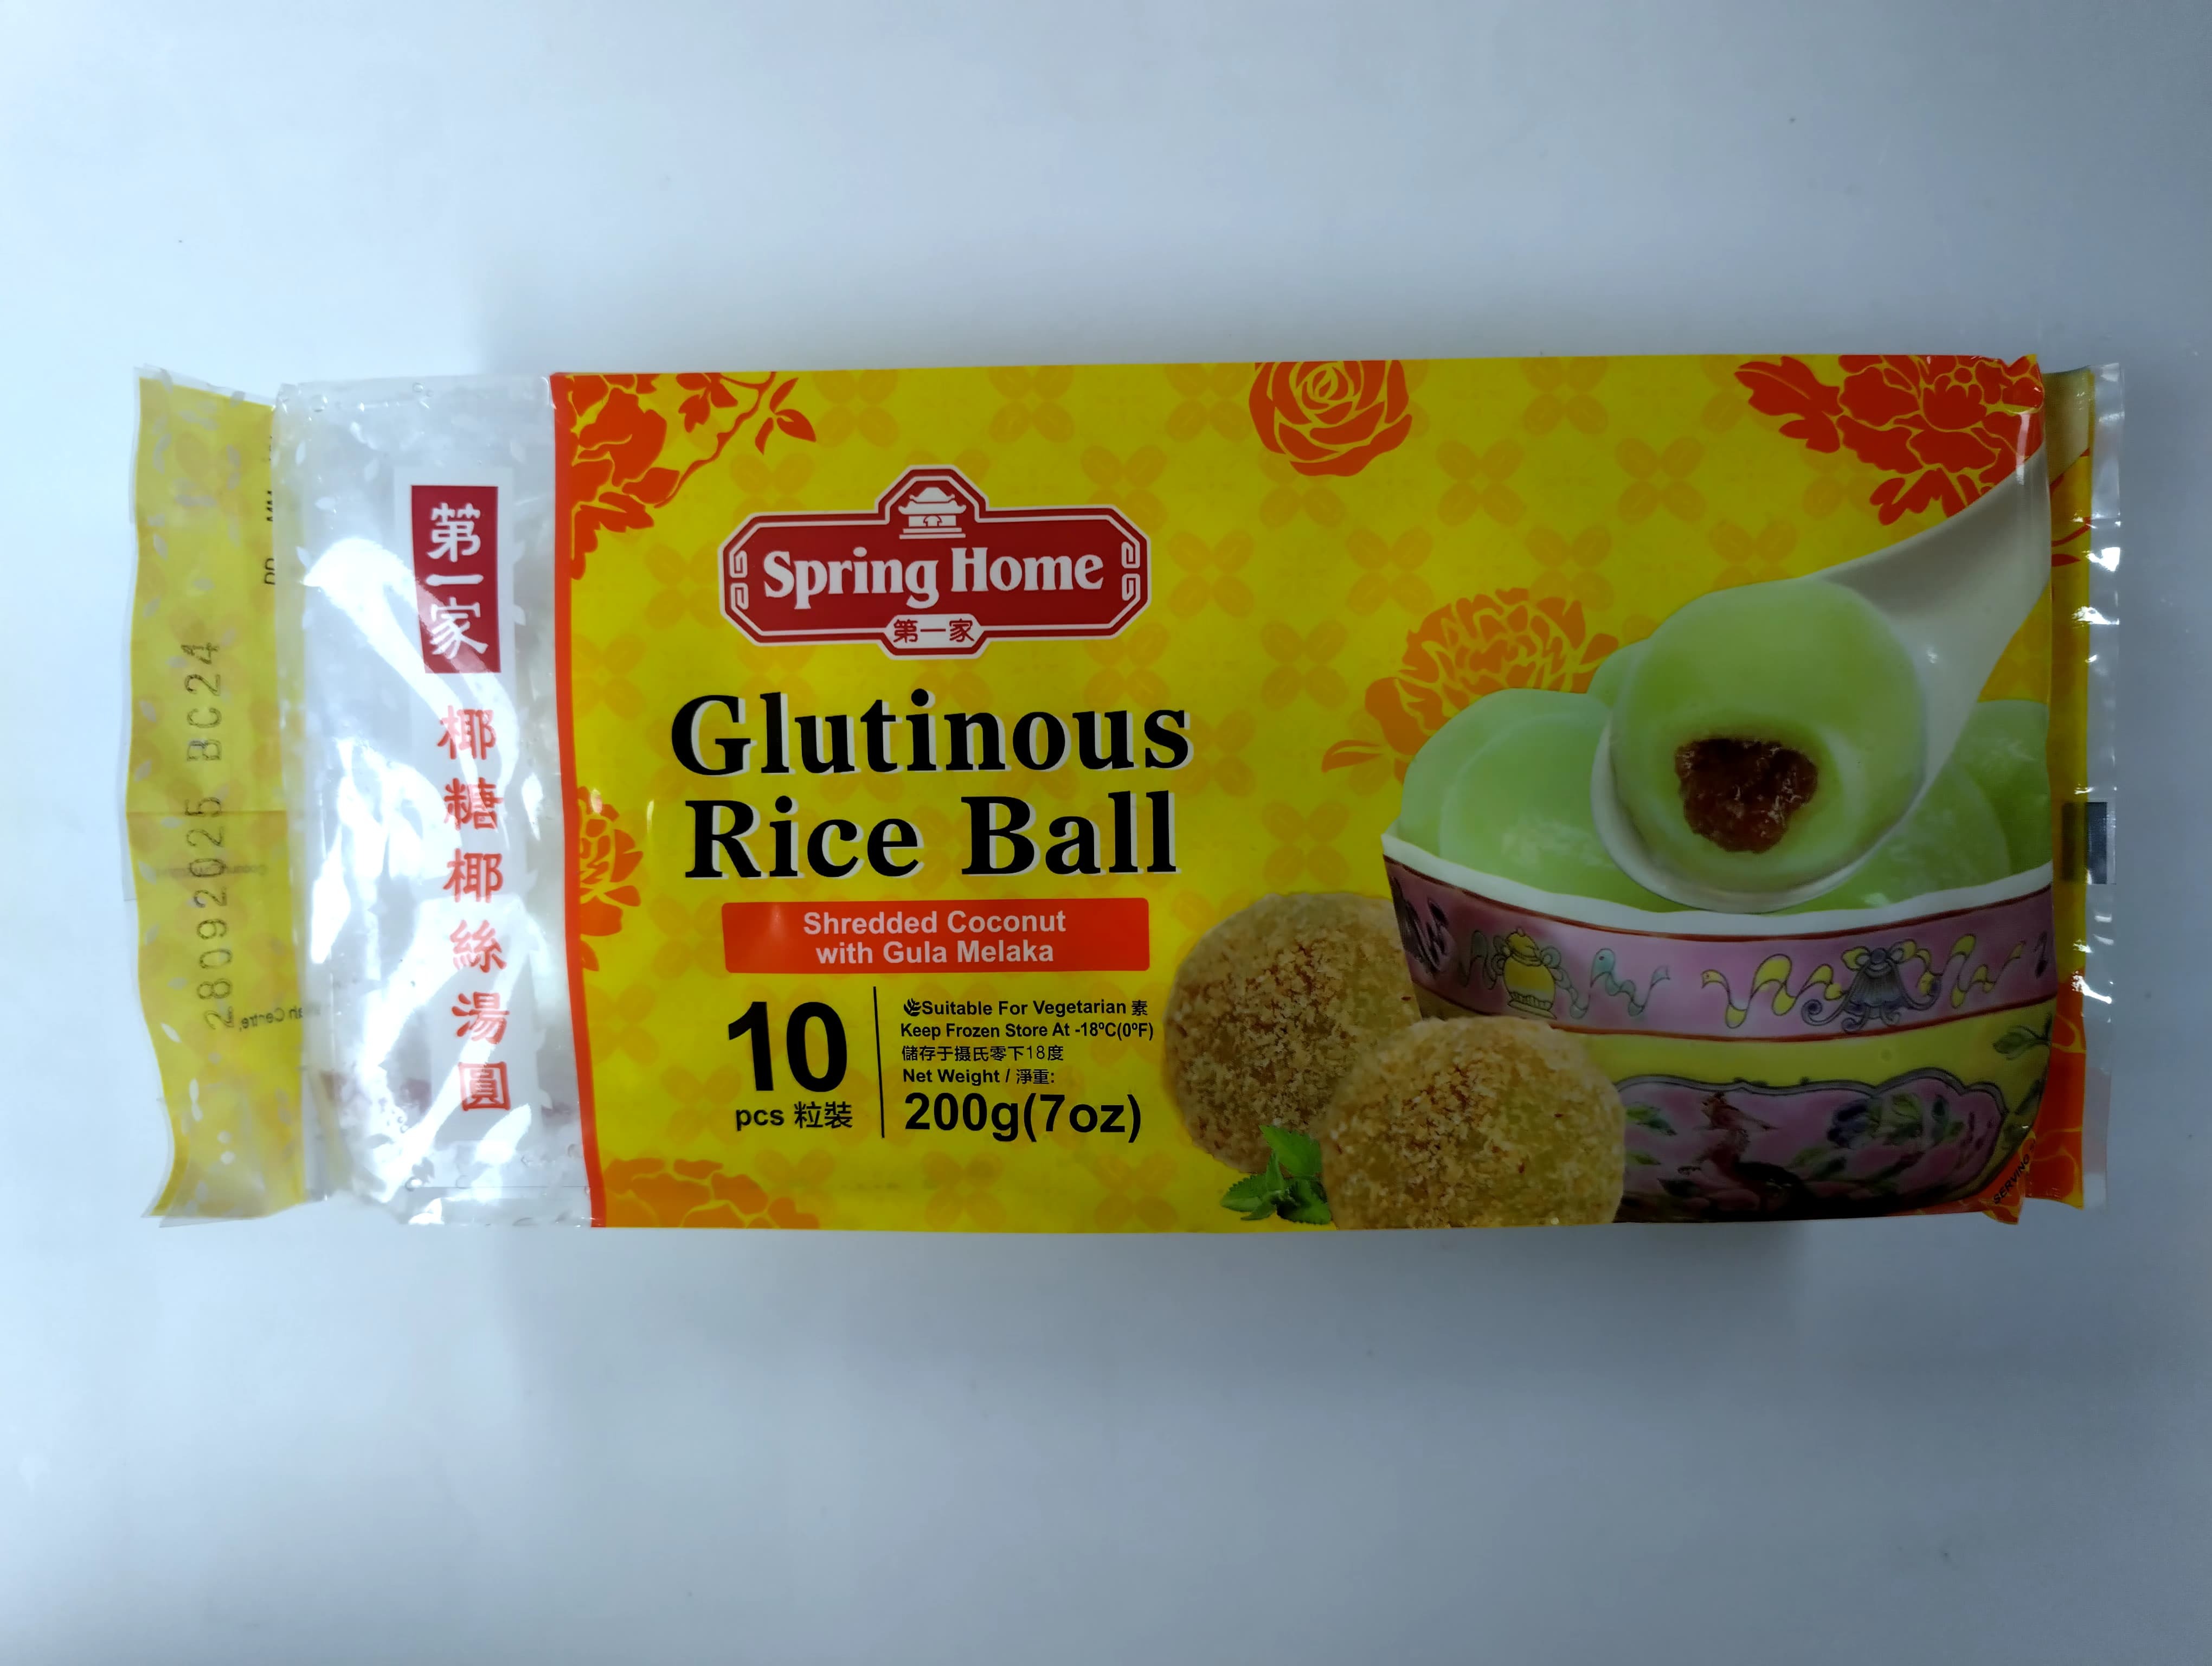 28092025 BC24
第一家
椰糖椰絲湯圓
Spring Home
第一家
Glutinous
Rice Ball
Shredded Coconut
with Gula Melaka
10
pcs 粒裝
Suitable For Vegetarian 素
Keep Frozen Store At -18ºC(0ºF)
儲存于摄氏零下18度
Net Weight / 淨重:
200g(7oz)
SERVING